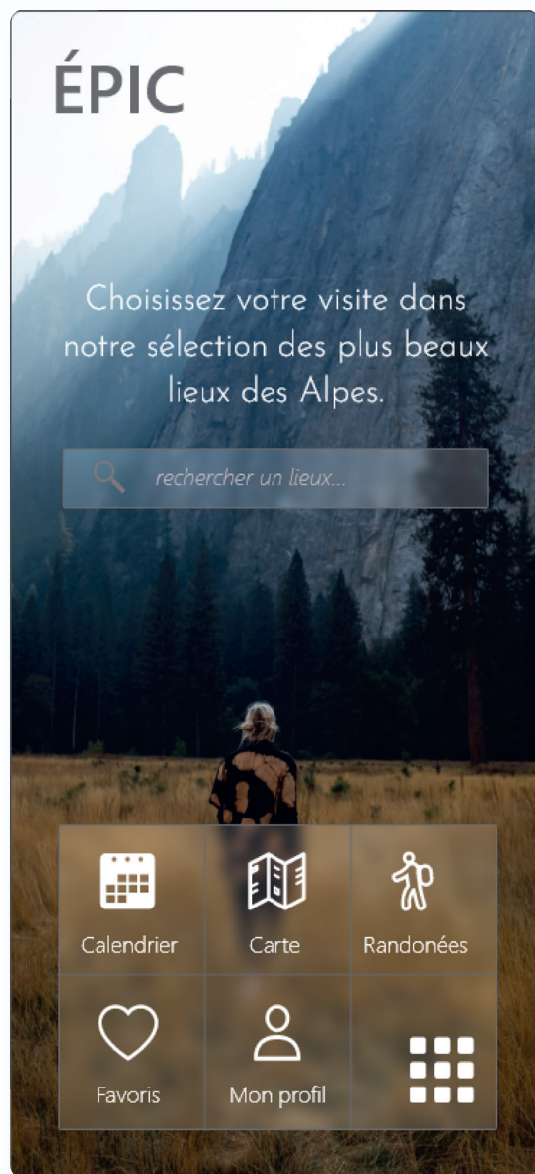 ÉPIC
Choisissez votre visite dans
notre sélection des plus beaux
lieux des Alpes.
rechercher un lieux...
Calendrier
Carte
Randonées
Favoris
Mon profil